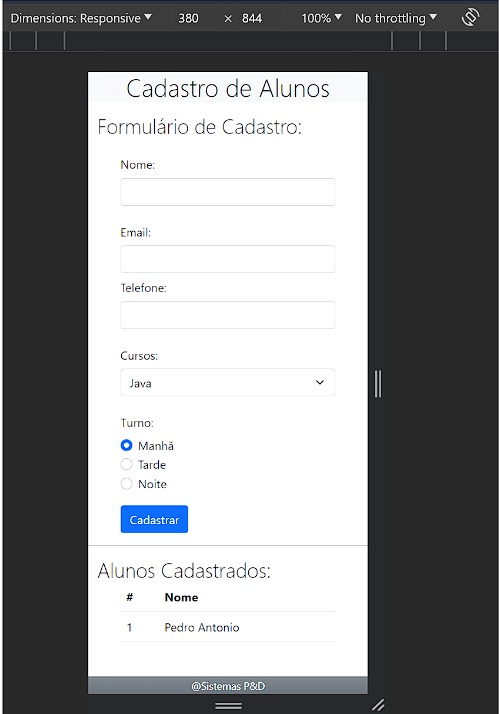 Dimensions: Responsive 380 × 844 100% No throttling
Cadastro de Alunos
Formulário de Cadastro:
Nome:
Email:
Telefone:
Cursos:
Java
Turno:
Manhã
Tarde
Noite
Cadastrar
Alunos Cadastrados:
# Nome
1 Pedro Antonio
@Sistemas P&D